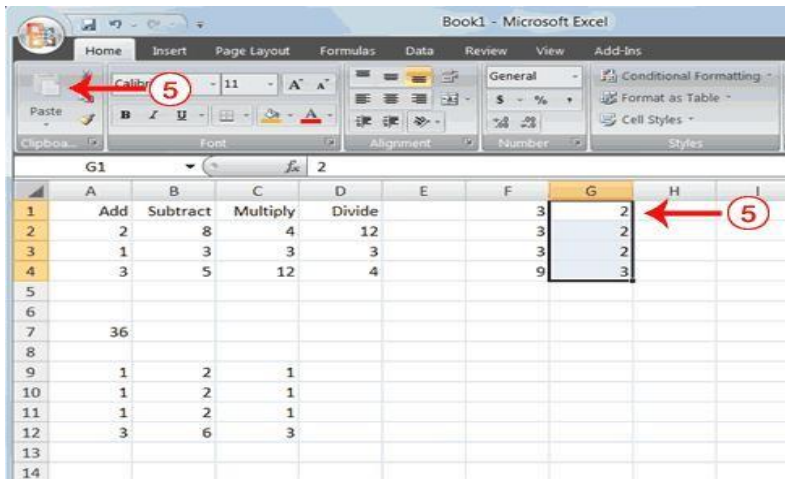 Book1 - Microsoft Excel
Home Insert Page Layout Formulas Data Review View Add-Ins
5
11 A A General Conditional Formatting
Paste B I U A $ % , Format as Table
Cell Styles
Clipboa... Font Alignment Number Styles
G1 fx 2
A B C D E F G H I
1 Add Subtract Multiply Divide 3 2 5
2 2 8 4 12 3 2
3 1 3 3 3 3 2
4 3 5 12 4 9 3
5
6
7 36
8
9 1 2 1
10 1 2 1
11 1 2 1
12 3 6 3
13
14